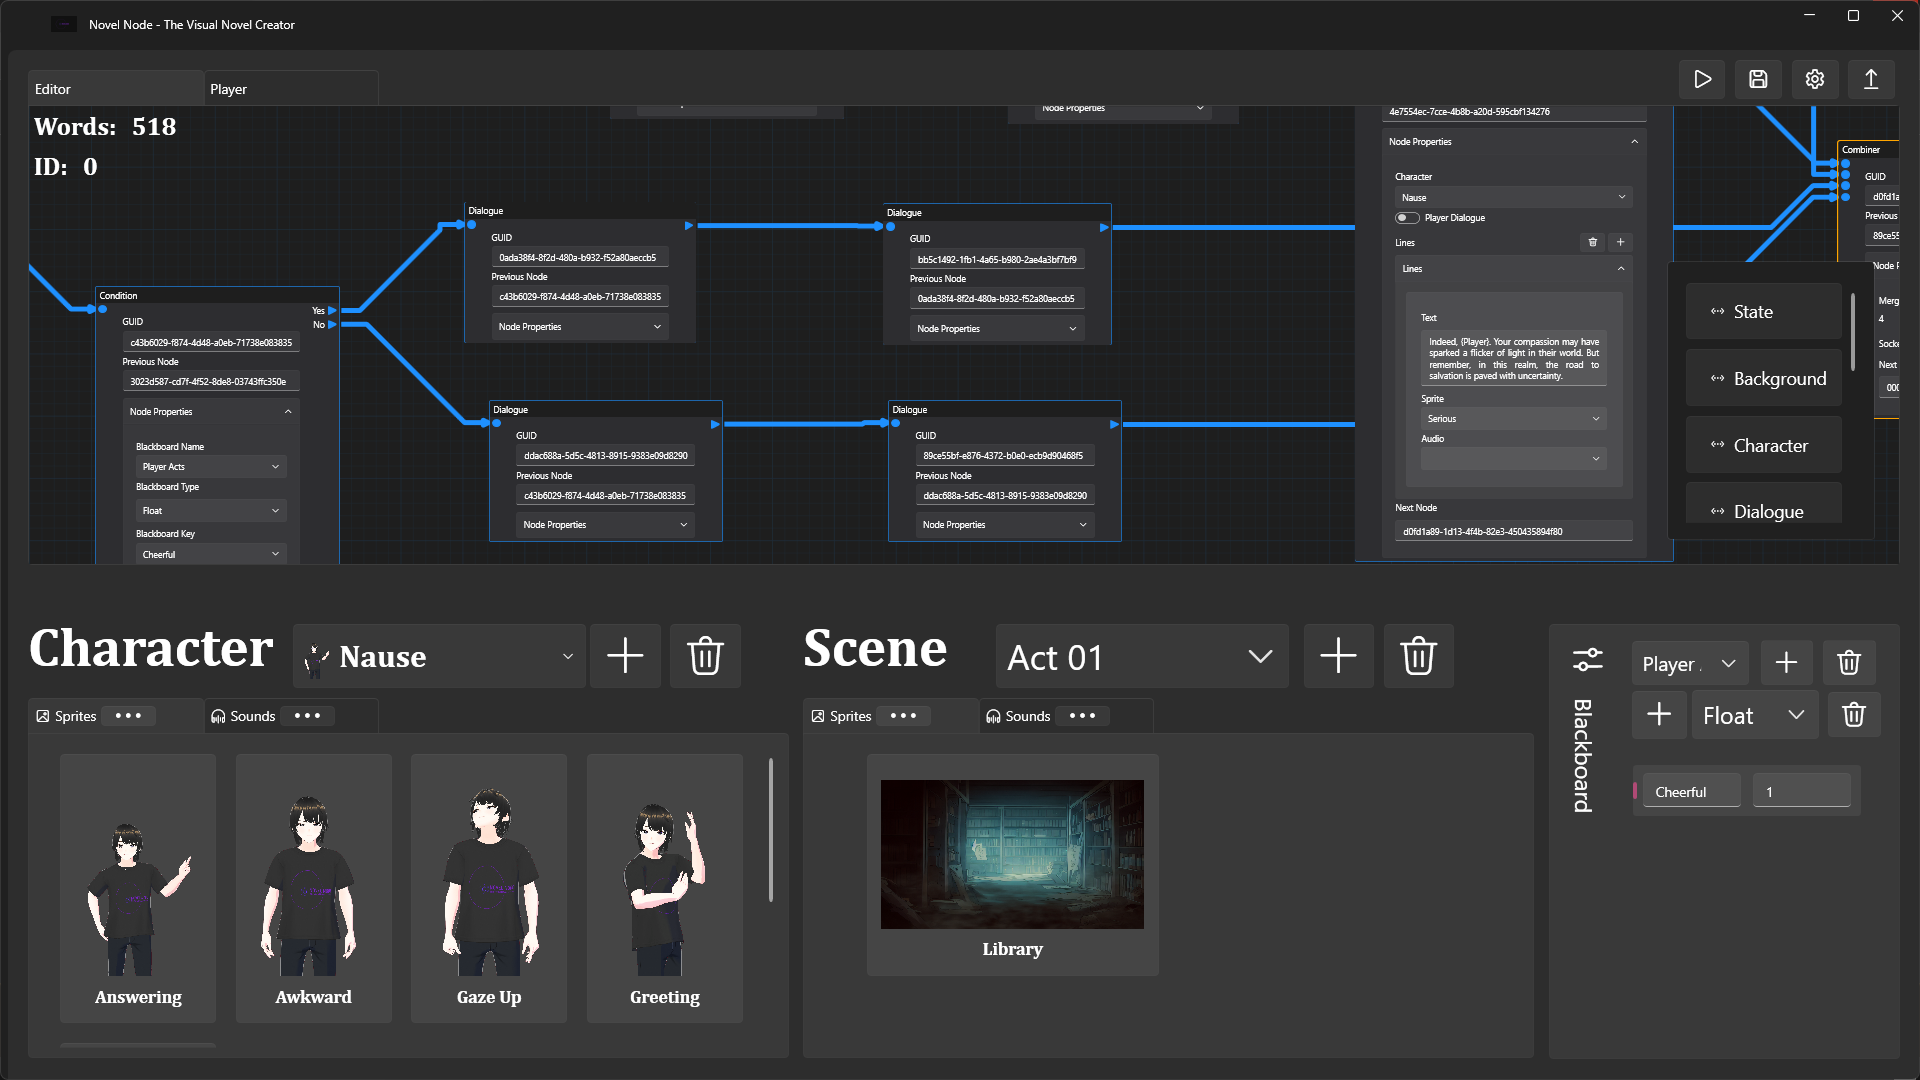 Novel Node - The Visual Novel Creator
Editor
Player
Words: 518
ID: 0
Node Properties
4e7554ec-7cce-4b8b-a20d-595cbf134276
Node Properties
Character
Nause
Player Dialogue
Lines
Lines
Text
Indeed, {Player}. Your compassion may have
sparked a flicker of light in their world. But
remember, in this realm, the road to
salvation is paved with uncertainty.
Sprite
Serious
Audio
Next Node
d0fd1a89-1d13-4f4b-82e3-450435894f80
Condition
Yes
No
GUID
c43b6029-f874-4d48-a0eb-71738e083835
Previous Node
3023d587-cd7f-4f52-8de8-03743ffc350e
Node Properties
Blackboard Name
Player Acts
Blackboard Type
Float
Blackboard Key
Cheerful
Dialogue
GUID
0ada38f4-8f2d-480a-b932-f52a80aeccb5
Previous Node
c43b6029-f874-4d48-a0eb-71738e083835
Node Properties
Dialogue
GUID
bb5c1492-1fb1-4a65-b980-2ae4a3bf7bf9
Previous Node
0ada38f4-8f2d-480a-b932-f52a80aeccb5
Node Properties
Dialogue
GUID
ddac688a-5d5c-4813-8915-9383e09d8290
Previous Node
c43b6029-f874-4d48-a0eb-71738e083835
Node Properties
Dialogue
GUID
89ce55bf-e876-4372-b0e0-ecb9d90468f5
Previous Node
ddac688a-5d5c-4813-8915-9383e09d8290
Node Properties
Combiner
GUID
d0fd1a
Previous
89ce55
Node P
Merg
4
Socke
Next
000
State
Background
Character
Dialogue
Character
Nause
Sprites
Sounds
Answering
Awkward
Gaze Up
Greeting
Scene
Act 01
Sprites
Sounds
Library
Blackboard
Player
Float
Cheerful
1